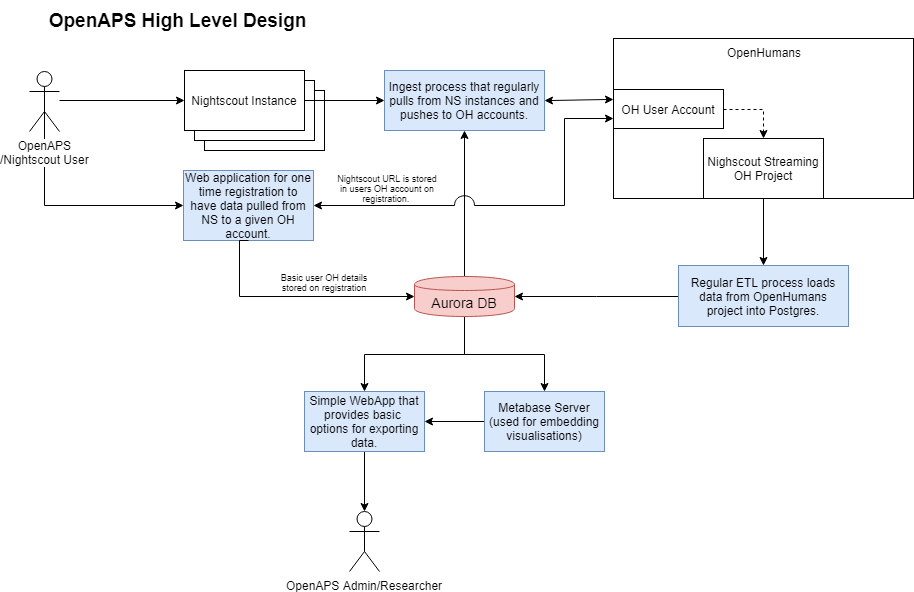 OpenAPS High Level Design
OpenHumans
Nightscout Instance
Ingest process that regularly
pulls from NS instances and
pushes to OH accounts.
OH User Account
OpenAPS
/Nightscout User
Nighscout Streaming
OH Project
Web application for one
time registration to
have data pulled from
NS to a given OH
account.
Nightscout URL is stored
in users OH account on
registration.
Basic user OH details
stored on registration
Aurora DB
Regular ETL process loads
data from OpenHumans
project into Postgres.
Simple WebApp that
provides basic
options for exporting
data.
Metabase Server
(used for embedding
visualisations)
OpenAPS Admin/Researcher